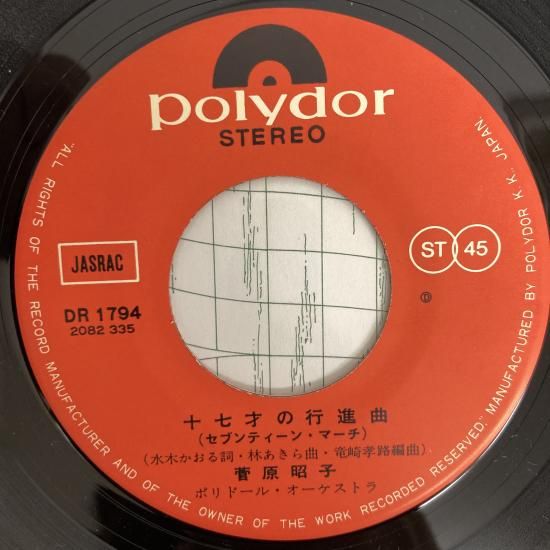 polydor
STEREO
JASRAC
ST 45
DR 1794
2082 335
Ⓓ
十七才の行進曲
(セブンティーン・マーチ)
(水木かおる詞・林あきら曲・竜崎孝路編曲)
菅原昭子
ポリドール・オーケストラ
"ALL RIGHTS OF THE RECORD MANUFACTURER AND OF THE OWNER OF THE WORK RECORDED RESERVED." MANUFACTURED BY POLYDOR K. K., JAPAN.